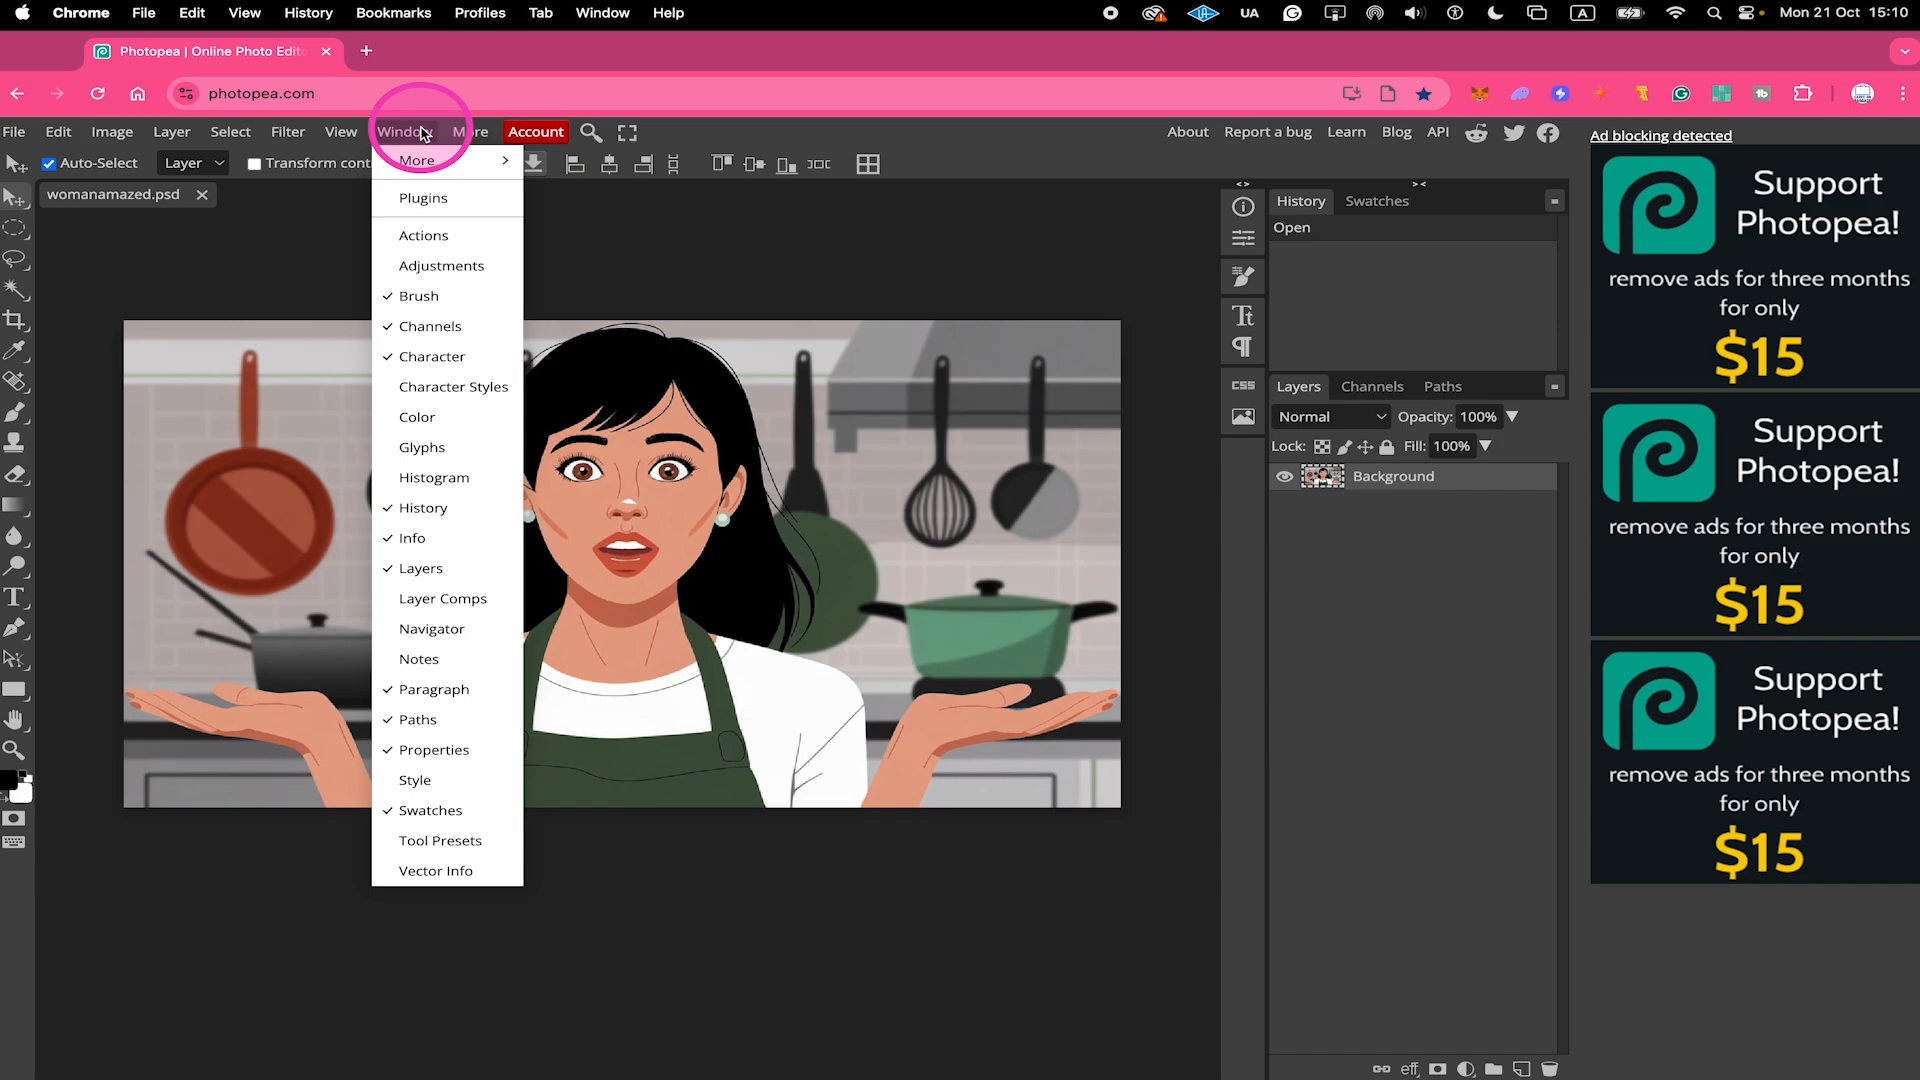 Chrome File Edit View History Bookmarks Profiles Tab Window Help
UA A Mon 21 Oct 15:10
Photopea | Online Photo Edit
photopea.com
File Edit Image Layer Select Filter View Window More Account
About Report a bug Learn Blog API
Auto-Select Layer Transform cont
womanamazed.psd
More
Plugins
Actions
Adjustments
Brush
Channels
Character
Character Styles
Color
Glyphs
Histogram
History
Info
Layers
Layer Comps
Navigator
Notes
Paragraph
Paths
Properties
Style
Swatches
Tool Presets
Vector Info
CSS
History Swatches
Open
Layers Channels Paths
Normal Opacity: 100%
Lock: Fill: 100%
Background
eff
Ad blocking detected
Support
Photopea!
remove ads for three months
for only
$15
Support
Photopea!
remove ads for three months
for only
$15
Support
Photopea!
remove ads for three months
for only
$15